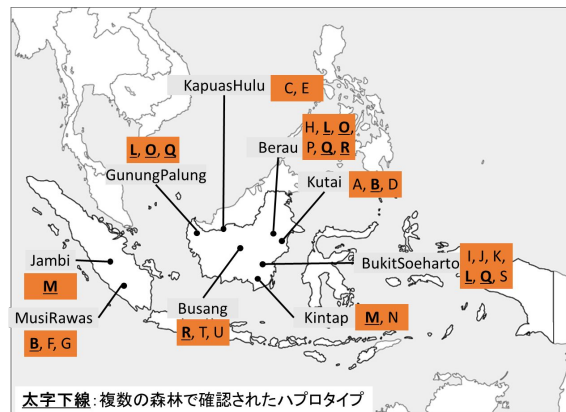 KapuasHulu
C, E
H, L, O,
P, Q, R
L, O, Q
GunungPalung
Berau
Kutai
A, B, D
Jambi
M
BukitSoeharto
I, J, K,
L, Q, S
MusiRawas
B, F, G
Busang
R, T, U
Kintap
M, N
太字下線:複数の森林で確認されたハプロタイプ